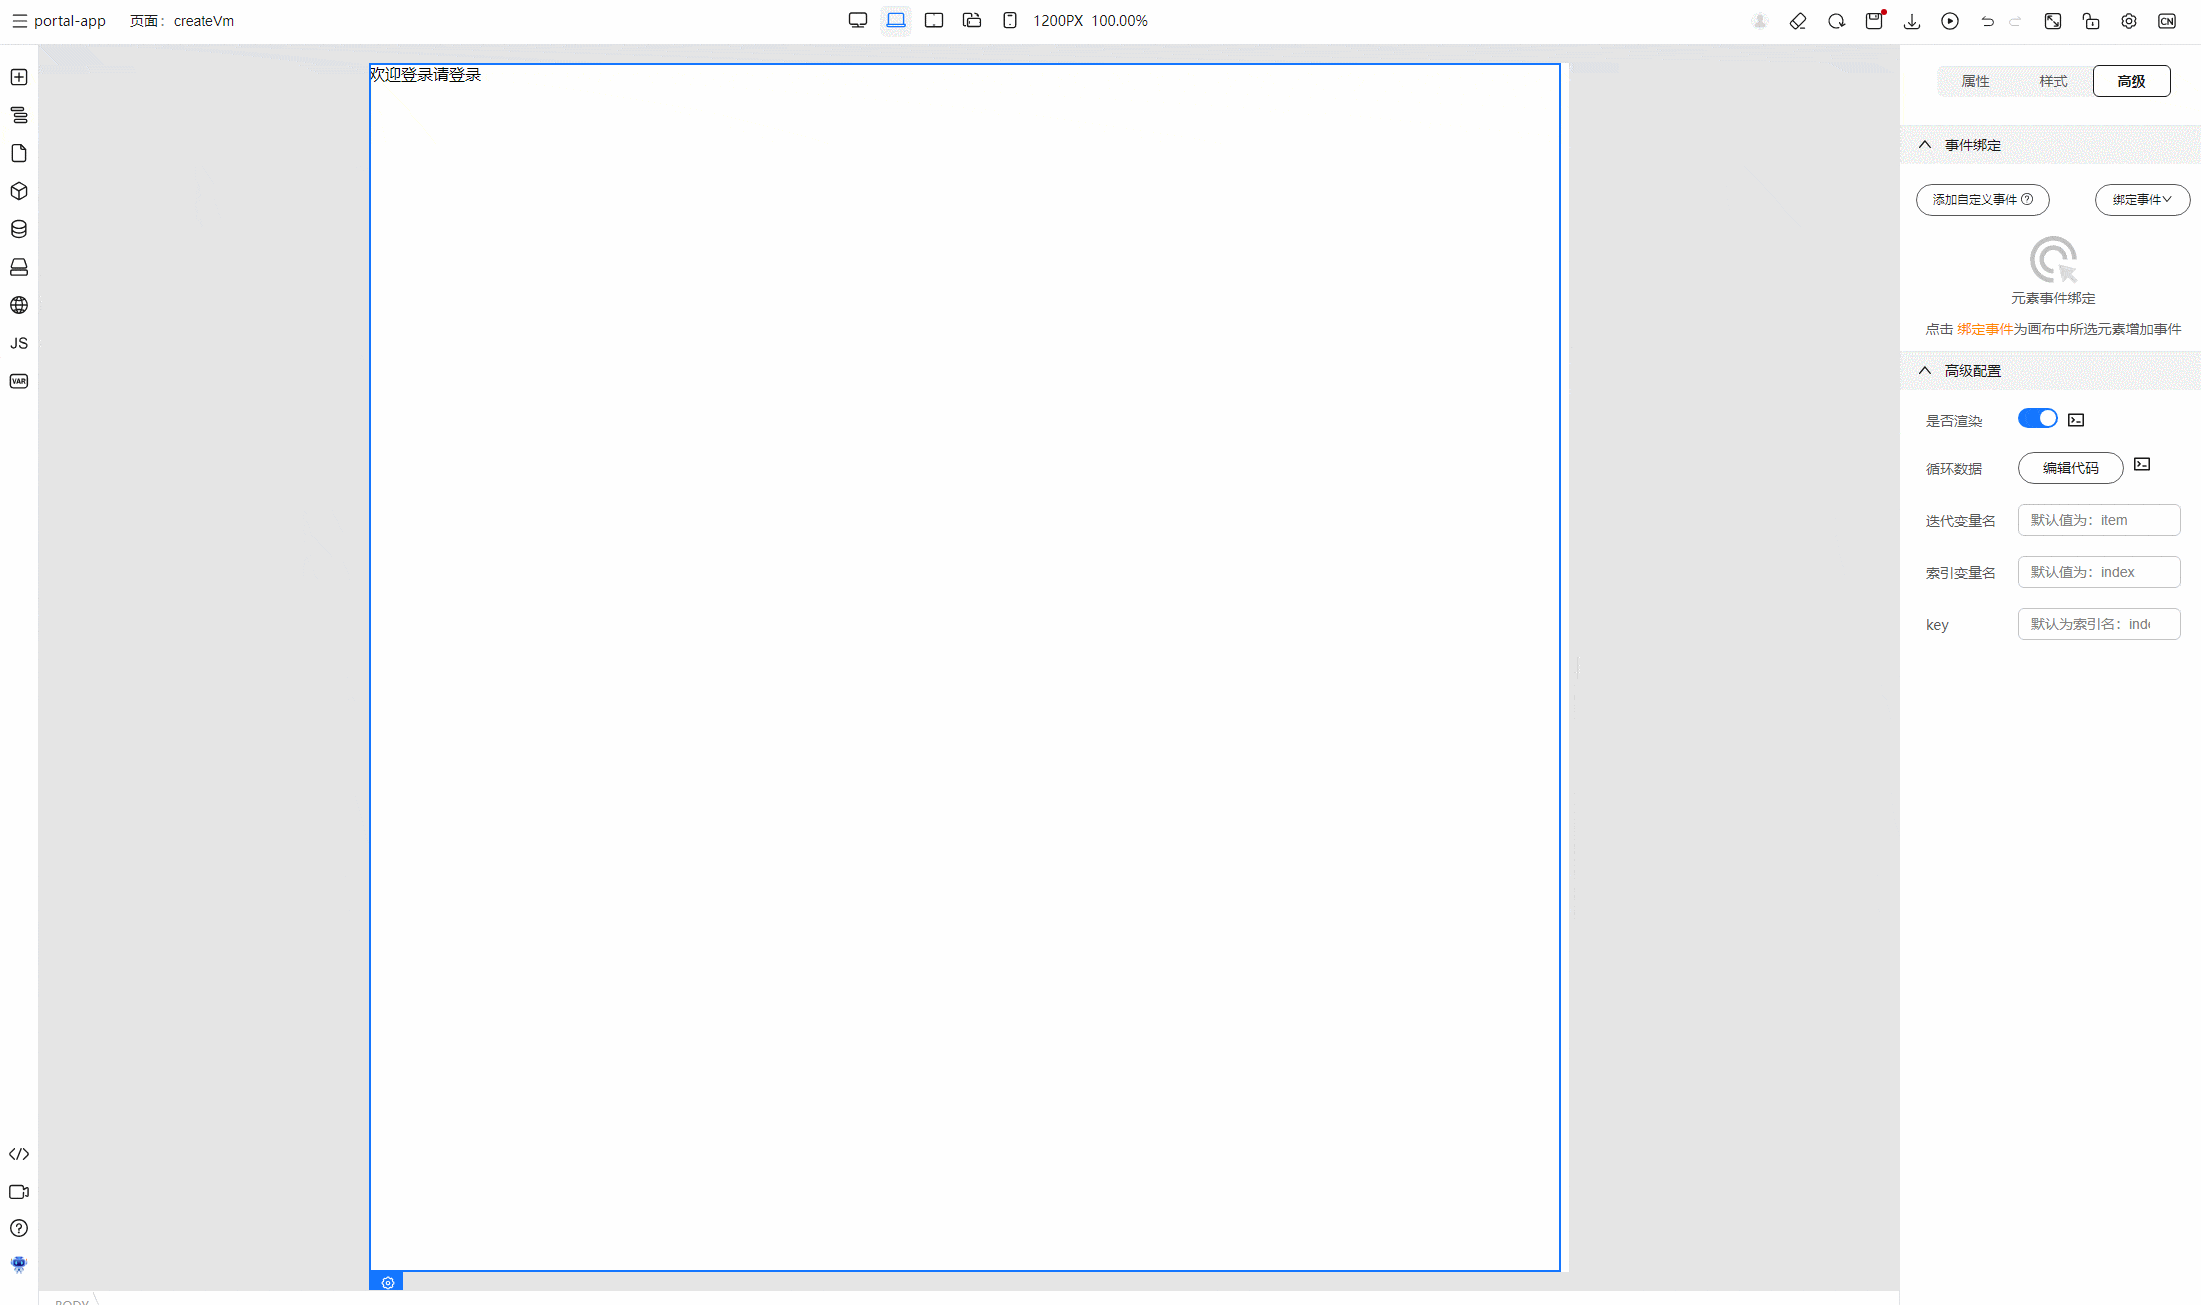 portal-app 页面：createVm 1200PX 100.00% CN
欢迎登录请登录
属性 样式 高级
事件绑定
添加自定义事件 绑定事件
元素事件绑定
点击 绑定事件为画布中所选元素增加事件
高级配置
是否渲染
循环数据 编辑代码
迭代变量名 默认值为：item
索引变量名 默认值为：index
key 默认为索引名：inde
JS
VAR
BODY